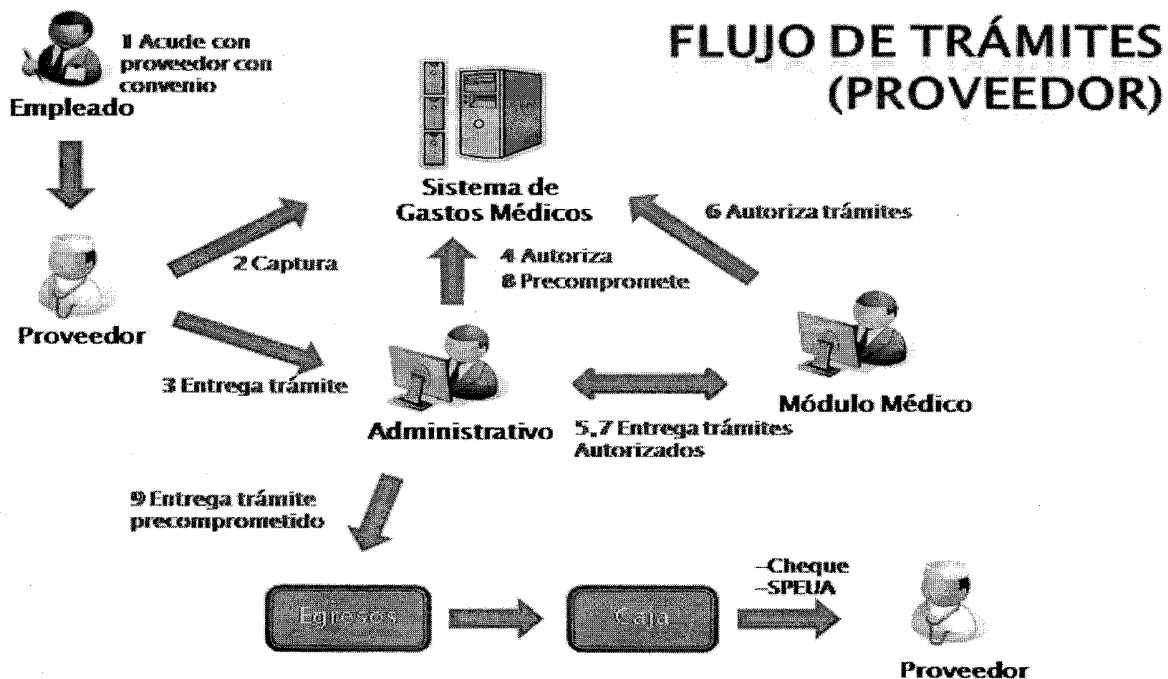 FLUJO DE TRÁMITES
(PROVEEDOR)
1 Acude con
proveedor con
convenio
Empleado
Sistema de
Gastos Médicos
6 Autoriza trámites
2 Captura
4 Autoriza
8 Precompromete
Proveedor
3 Entrega trámite
Administrativo
Módulo Médico
5,7 Entrega trámites
Autorizados
9 Entrega trámite
precomprometido
Egresos
Caja
-Cheque
-SPEUA
Proveedor